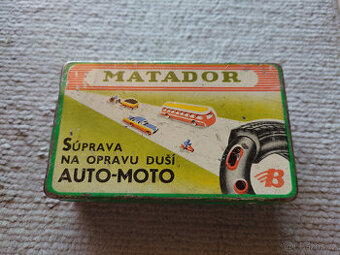 MATADOR
SÚPRAVA
NA OPRAVU DUŠÍ
AUTO-MOTO
B